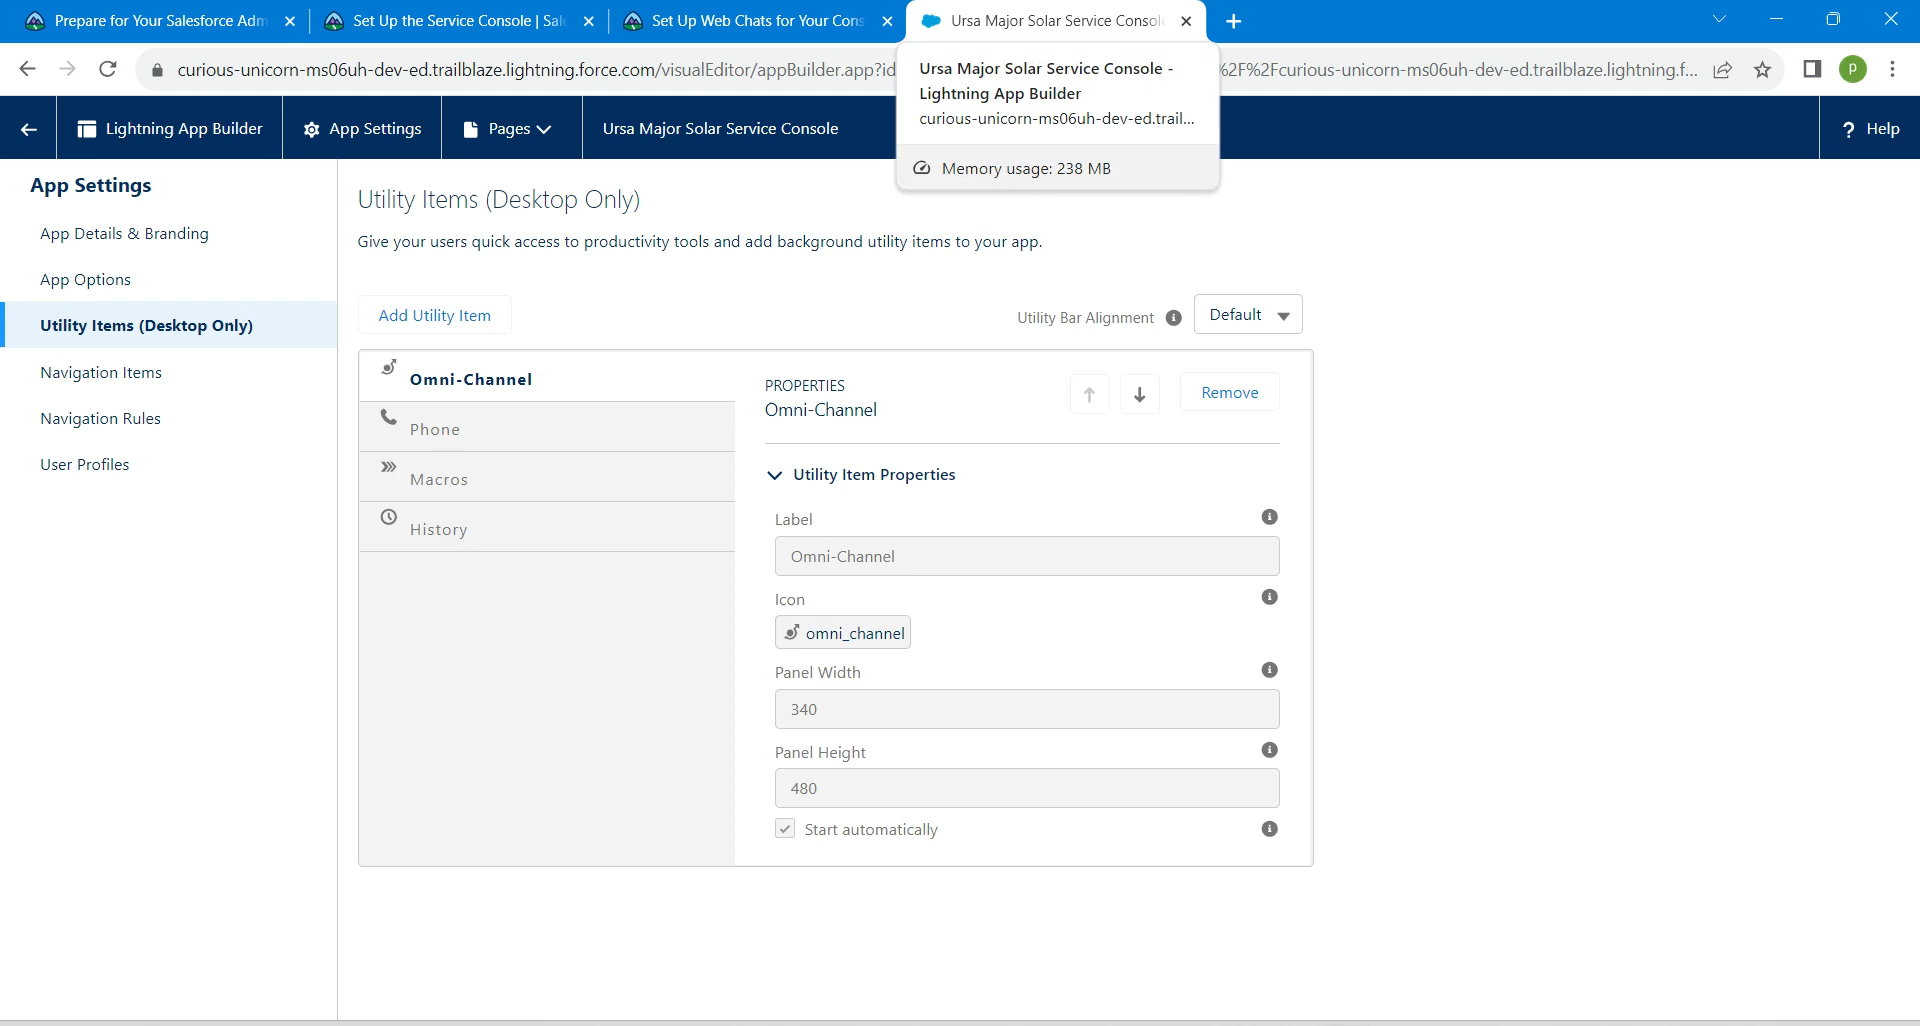 Prepare for Your Salesforce Adm
Set Up the Service Console | Sal
Set Up Web Chats for Your Cons
Ursa Major Solar Service Console
curious-unicorn-ms06uh-dev-ed.trailblaze.lightning.force.com/visualEditor/appBuilder.app?id
%2F%2Fcurious-unicorn-ms06uh-dev-ed.trailblaze.lightning.f...
P
Ursa Major Solar Service Console -
Lightning App Builder
curious-unicorn-ms06uh-dev-ed.trail...
Memory usage: 238 MB
Lightning App Builder
App Settings
Pages
Ursa Major Solar Service Console
? Help
App Settings
App Details & Branding
App Options
Utility Items (Desktop Only)
Navigation Items
Navigation Rules
User Profiles
Utility Items (Desktop Only)
Give your users quick access to productivity tools and add background utility items to your app.
Add Utility Item
Utility Bar Alignment
Default
Omni-Channel
Phone
Macros
History
PROPERTIES
Omni-Channel
Remove
Utility Item Properties
Label
Omni-Channel
Icon
omni_channel
Panel Width
340
Panel Height
480
Start automatically